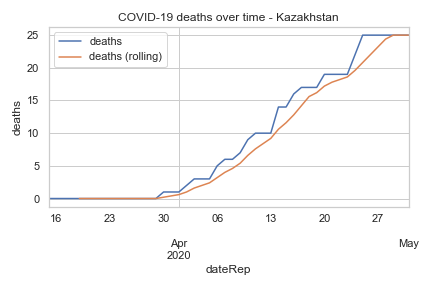 COVID-19 deaths over time - Kazakhstan
deaths
deaths (rolling)
deaths
25
20
15
10
5
0
16 23 30 06 13 20 27
Apr May
2020
dateRep